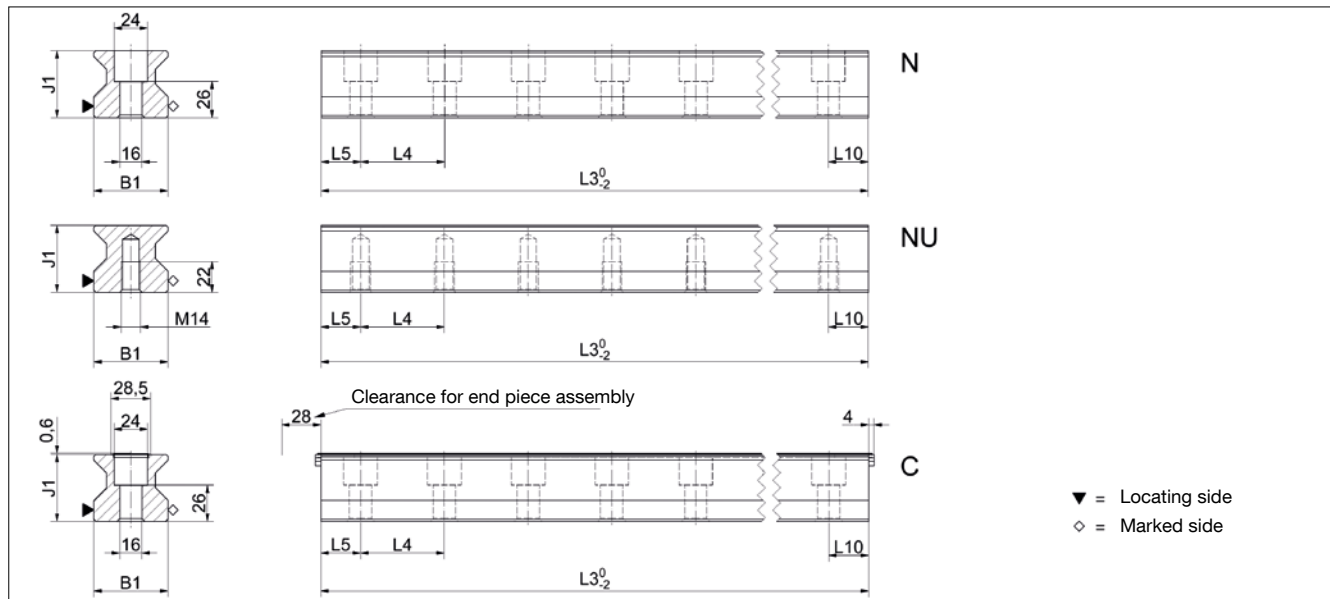 24
J1
26
16
B1
L5
L4
L10
L3 0 -2
N
J1
22
M14
B1
L5
L4
L10
L3 0 -2
NU
28,5
24
0,6
J1
26
16
B1
Clearance for end piece assembly
28
4
L5
L4
L10
L3 0 -2
C
▼ = Locating side
◇ = Marked side